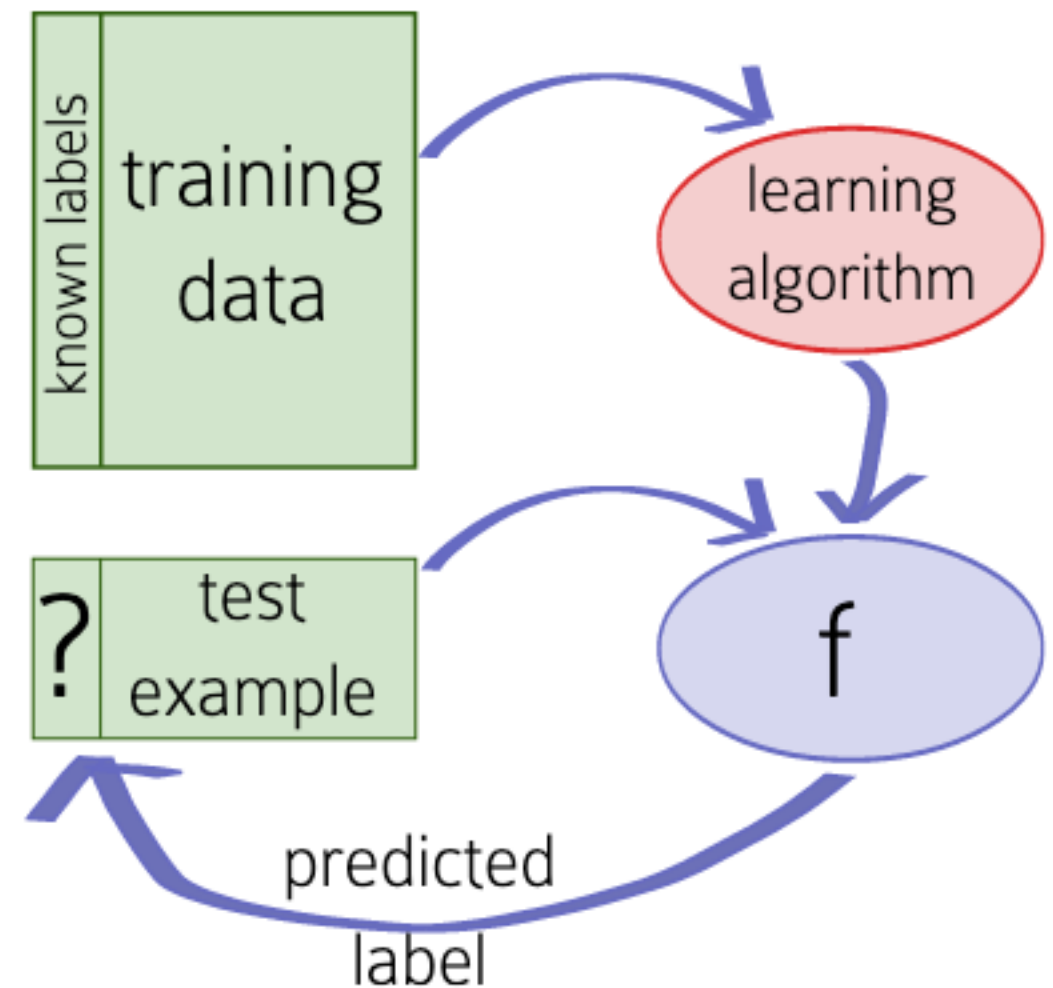 known labels
training
data
learning
algorithm
?
test
example
f
predicted
label